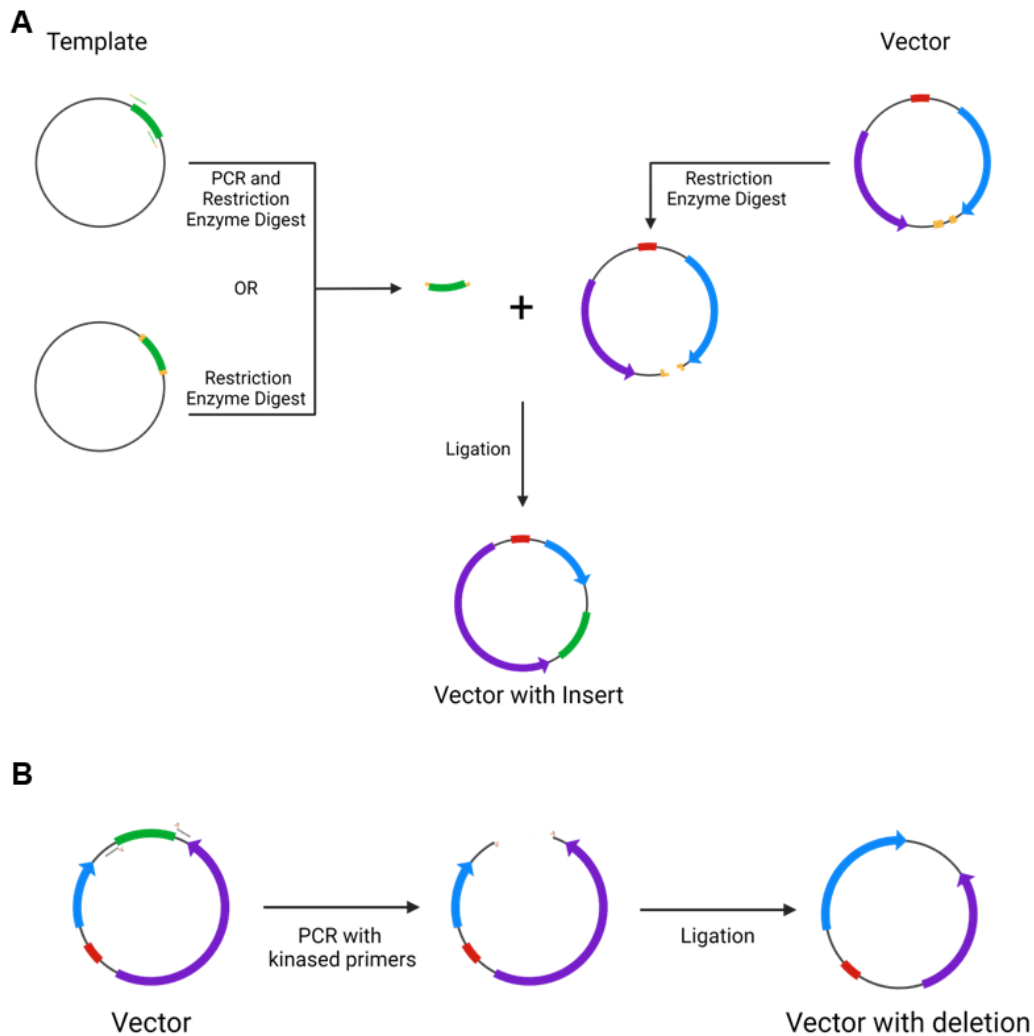 A
Template
Vector
PCR and
Restriction
Enzyme Digest
Restriction
Enzyme Digest
OR
+
Restriction
Enzyme Digest
Ligation
Vector with Insert
B
PCR with
kinased primers
Ligation
Vector
Vector with deletion